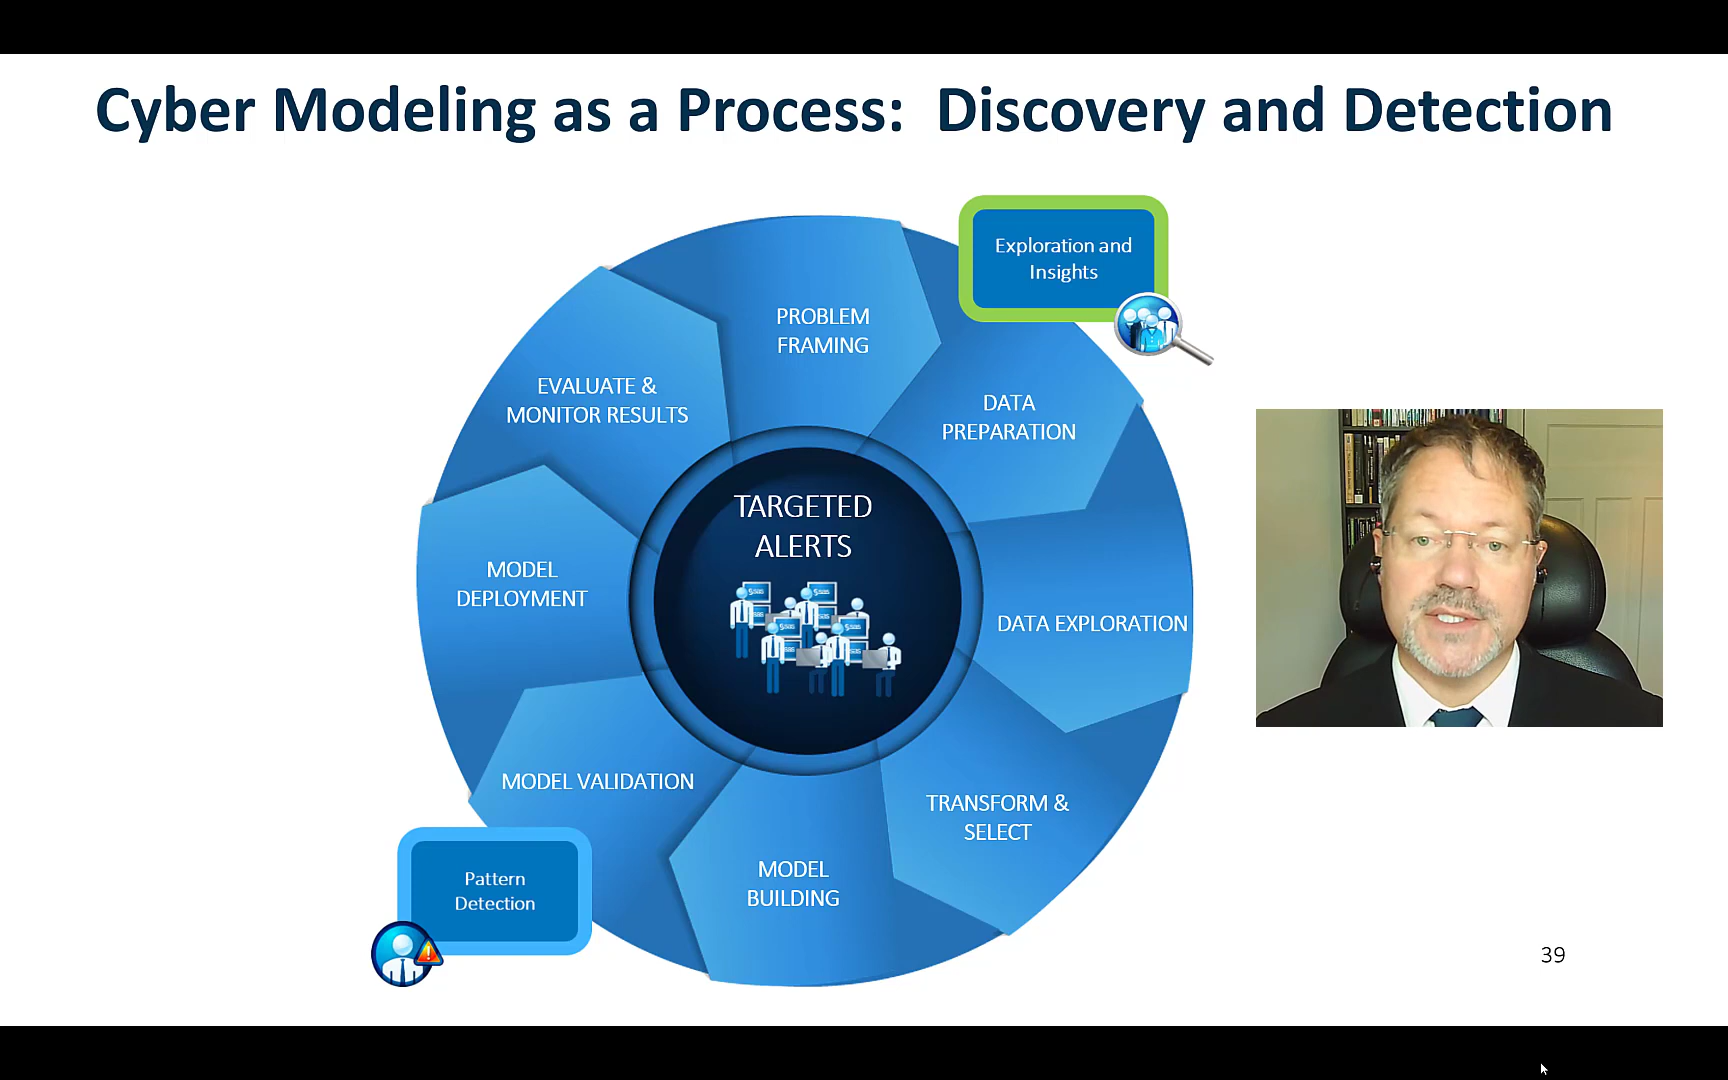 Cyber Modeling as a Process:  Discovery and Detection
Exploration and
Insights
PROBLEM
FRAMING
DATA
PREPARATION
EVALUATE &
MONITOR RESULTS
TARGETED
ALERTS
MODEL
DEPLOYMENT
DATA EXPLORATION
MODEL VALIDATION
TRANSFORM &
SELECT
MODEL
BUILDING
Pattern
Detection
39